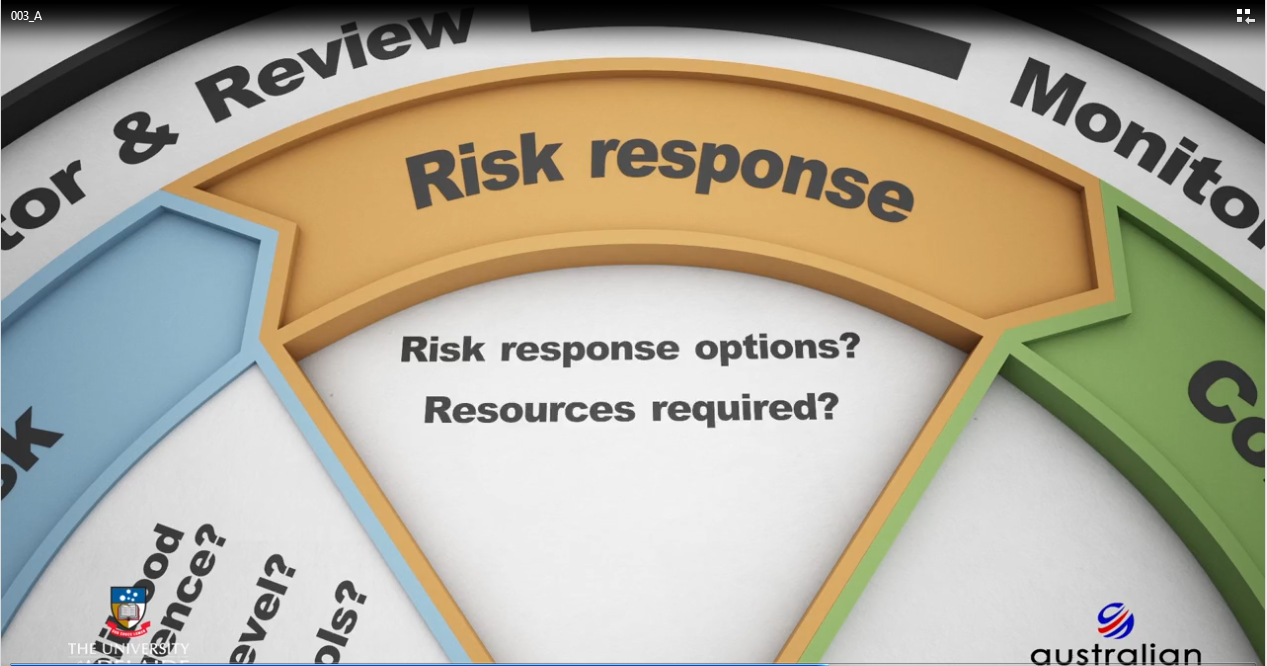 003_A
tor & Review
Monitor
Risk response
Risk response options?
Resources required?
sk
Co
ood
ence?
evel?
ols?
THE UNIVERSITY
australian